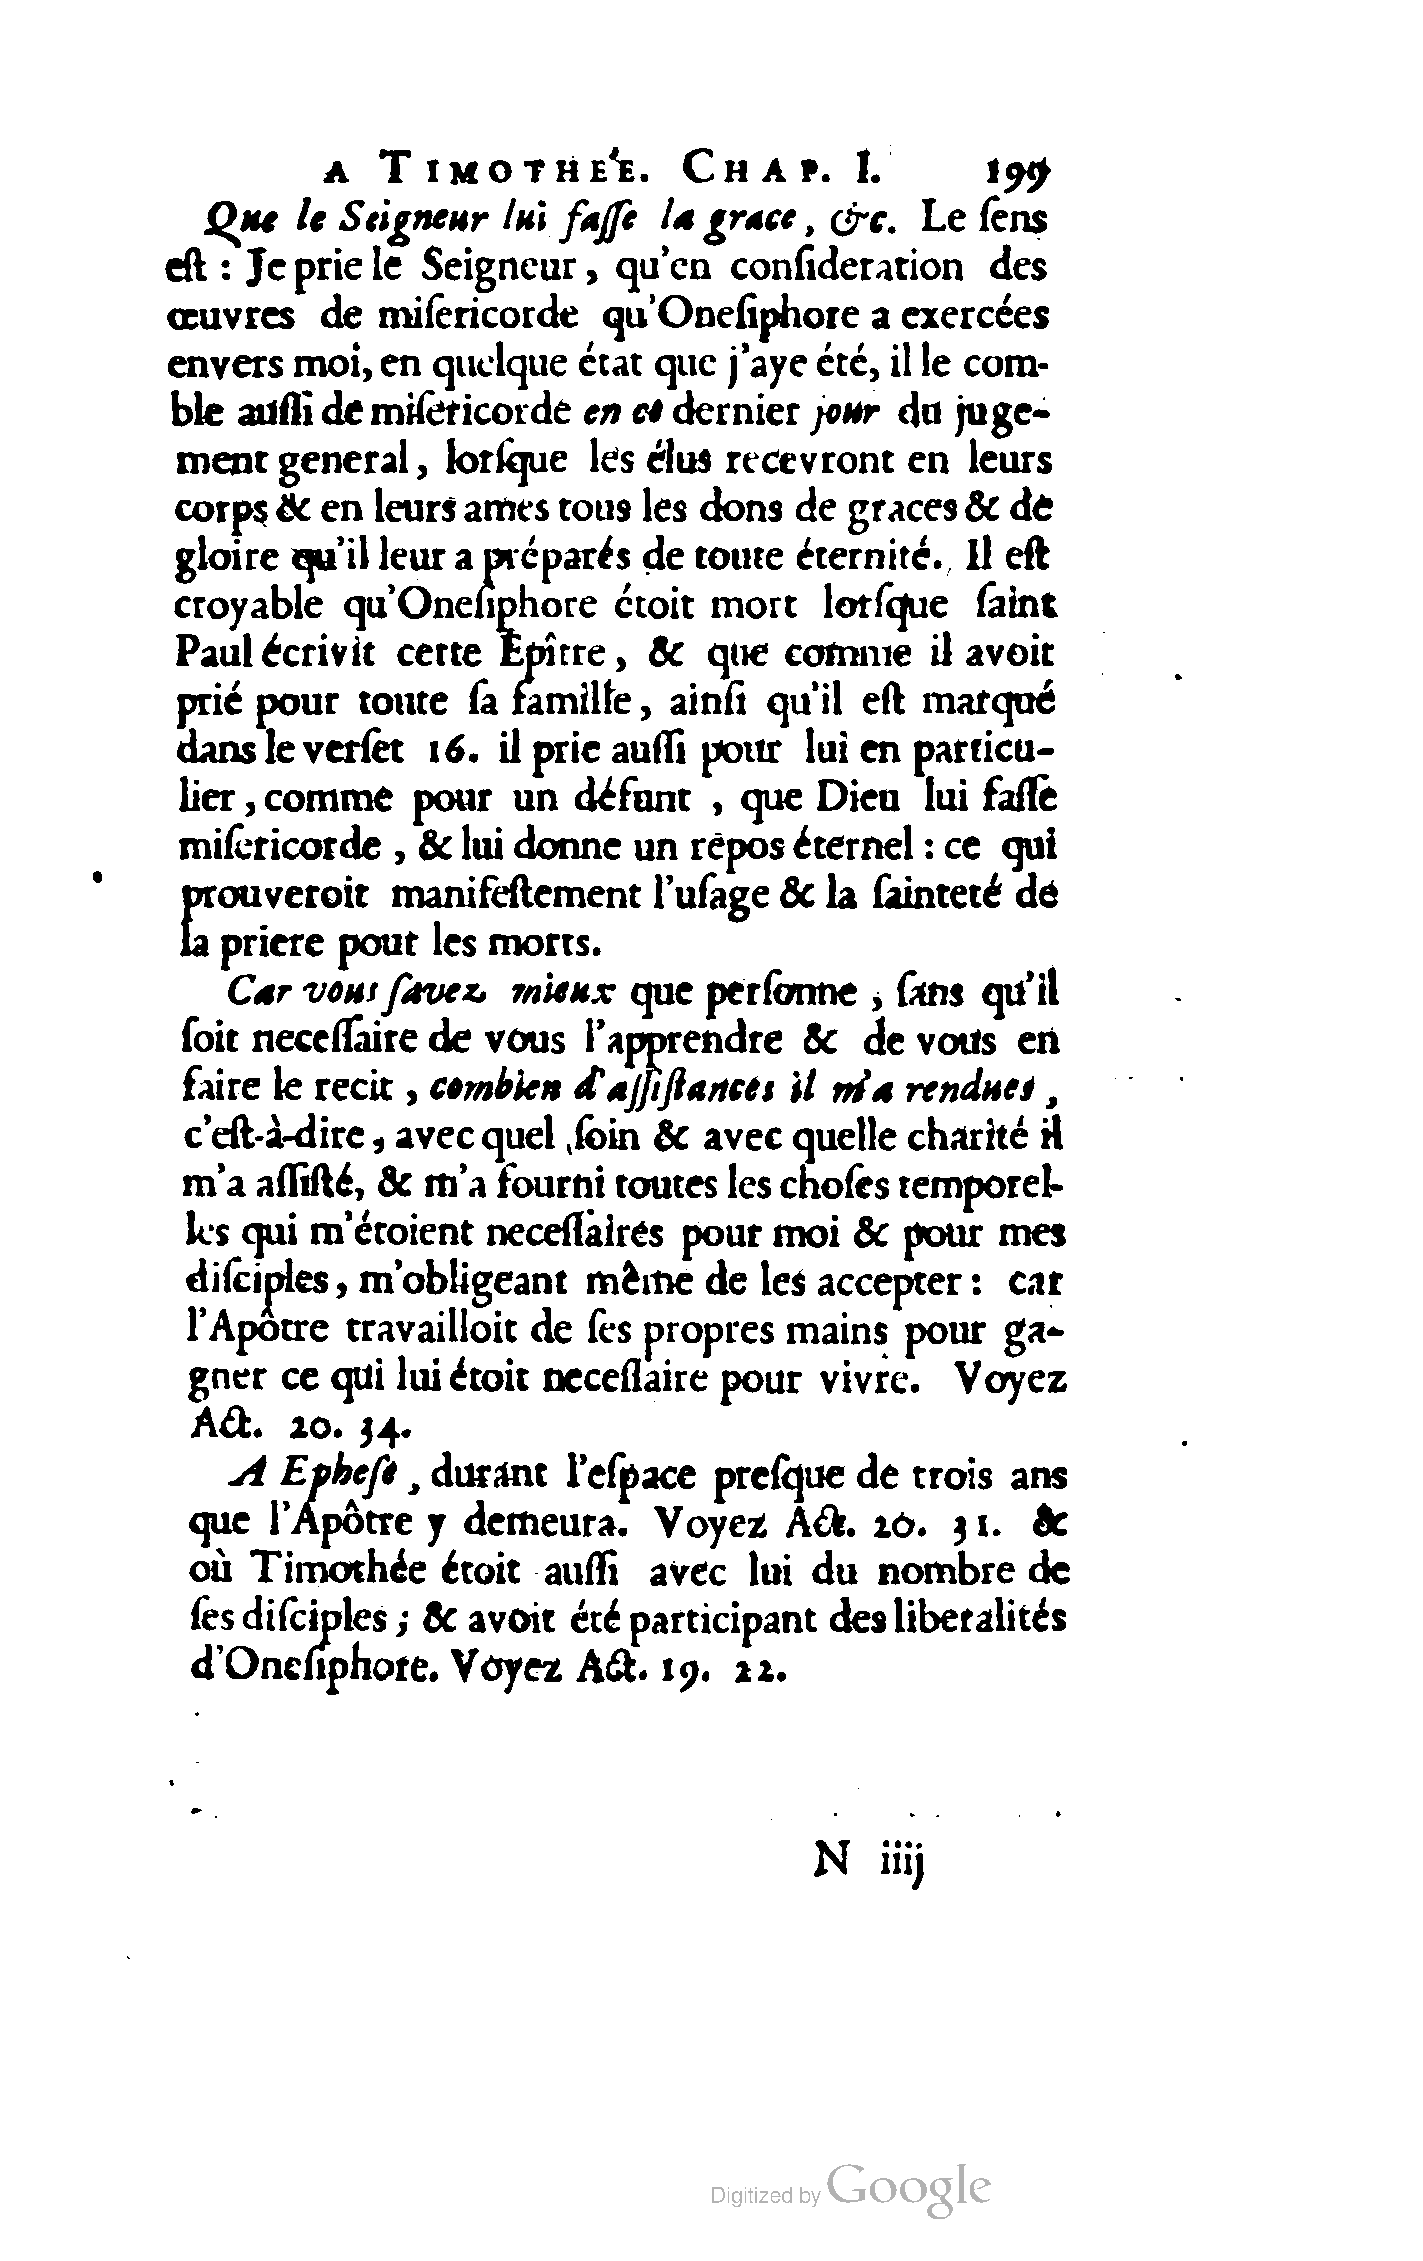 A TIMOTHE'E. CHAP. I. 199
Que le Seigneur lui faſſe la grace, &c. Le ſens
eſt : Je prie le Seigneur, qu'en conſideration des
œuvres de miſericorde qu'Oneſiphore a exercées
envers moi, en quelque état que j'aye été, il le com-
ble auſſi de miſericorde en ce dernier jour du juge-
ment general, lorſque les élus recevront en leurs
corps & en leurs ames tous les dons de graces & de
gloire qu'il leur a préparés de toute éternité. Il eſt
croyable qu'Oneſiphore étoit mort lorſque ſaint
Paul écrivit cette Epître, & que comme il avoit
prié pour toute ſa famille, ainſi qu'il eſt marqué
dans le verſet 16. il prie auſſi pour lui en particu-
lier, comme pour un défunt, que Dieu lui faſſe
miſericorde, & lui donne un repos éternel : ce qui
prouveroit manifeſtement l'uſage & la ſainteté de
la priere pour les morts.
Car vous ſavez mieux que perſonne, ſans qu'il
ſoit neceſſaire de vous l'apprendre & de vous en
faire le recit, combien d'aſſiſtances il m'a rendues,
c'eſt-à-dire, avec quel ſoin & avec quelle charité il
m'a aſſiſté, & m'a fourni toutes les choſes temporel-
les qui m'étoient neceſſaires pour moi & pour mes
diſciples, m'obligeant même de les accepter : car
l'Apôtre travailloit de ſes propres mains pour ga-
gner ce qui lui étoit neceſſaire pour vivre. Voyez
Act. 20. 34.
A Epheſe, durant l'eſpace preſque de trois ans
que l'Apôtre y demeura. Voyez Act. 20. 31. &
où Timothée étoit auſſi avec lui du nombre de
ſes diſciples ; & avoit été participant des liberalités
d'Oneſiphore. Voyez Act. 19. 22.
N iiij
Digitized by Google